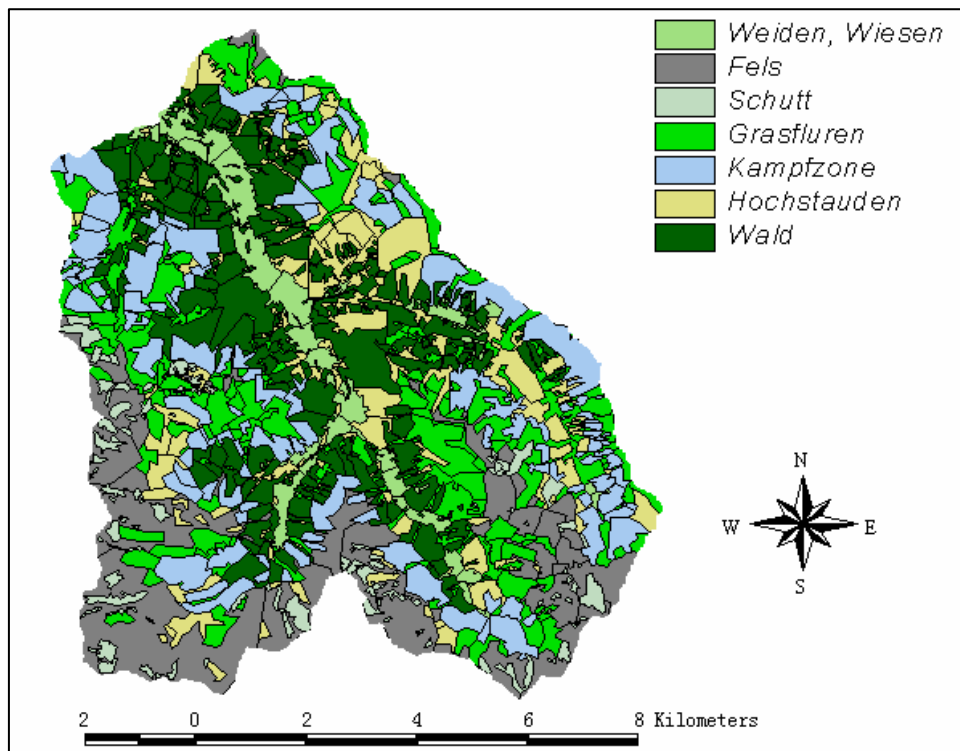 Weiden, Wiesen
Fels
Schutt
Grasfluren
Kampfzone
Hochstauden
Wald
N
W E
S
2 0 2 4 6 8 Kilometers